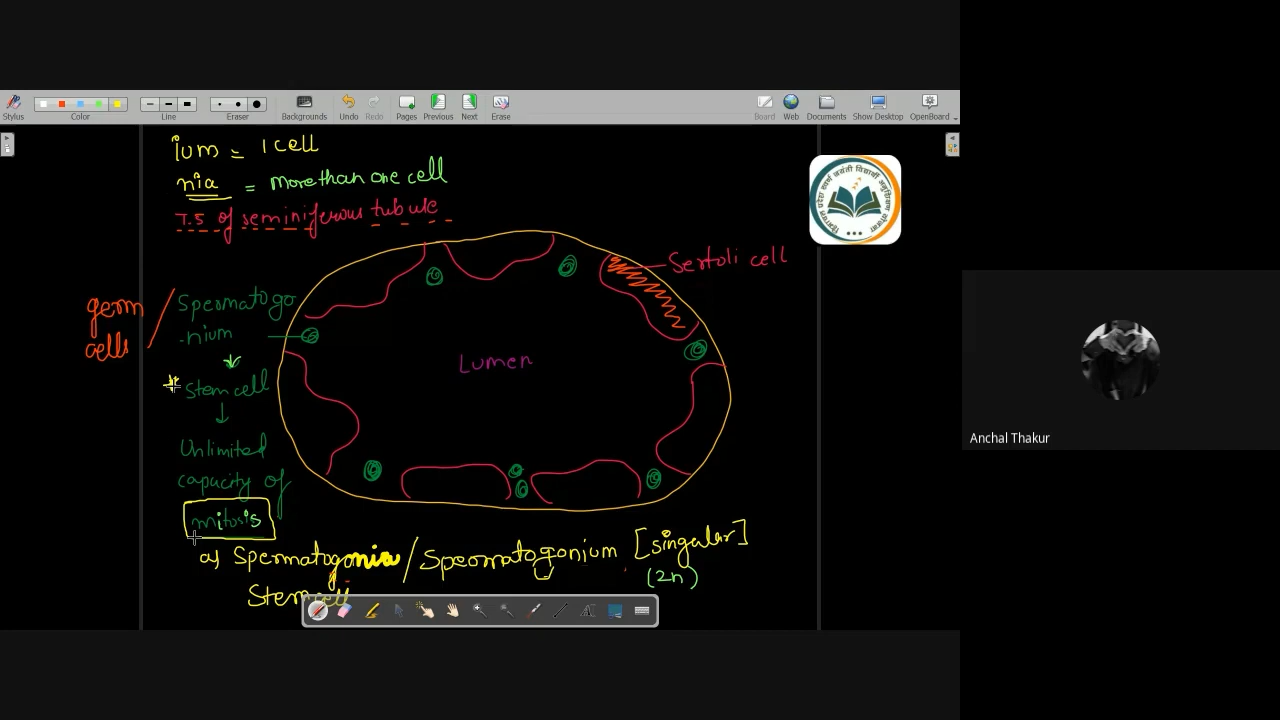 Stylus
Color
Line
Eraser
Backgrounds
Undo
Redo
Pages
Previous
Next
Erase
Board
Web
Documents
Show Desktop
OpenBoard
ium = 1 cell
nia = more than one cell
T.S of seminiferous tubule
Sertoli cell
germ cells / Spermatogo
nium
Stem cell
Unlimited
capacity of
mitosis
Lumen
a) Spermatogonia / Spermatogonium [singular]
(2n)
Stem cell
Anchal Thakur